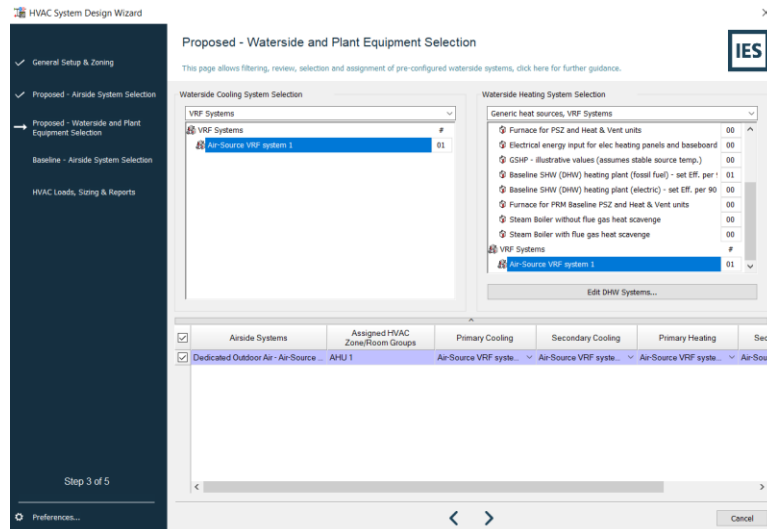 HVAC System Design Wizard
General Setup & Zoning
Proposed - Airside System Selection
Proposed - Waterside and Plant
Equipment Selection
Baseline - Airside System Selection
HVAC Loads, Sizing & Reports
Step 3 of 5
Preferences...
Proposed - Waterside and Plant Equipment Selection
This page allows filtering, review, selection and assignment of pre-configured waterside systems, click here for further guidance.
IES
Waterside Cooling System Selection
VRF Systems
VRF Systems #
Air-Source VRF system 1 01
Waterside Heating System Selection
Generic heat sources, VRF Systems
Furnace for PSZ and Heat & Vent units 00
Electrical energy input for elec heating panels and baseboard 00
GSHP - illustrative values (assumes stable source temp.) 00
Baseline SHW (DHW) heating plant (fossil fuel) - set Eff. per 01
Baseline SHW (DHW) heating plant (electric) - set Eff. per 90 00
Furnace for PRM Baseline PSZ and Heat & Vent units 00
Steam Boiler without flue gas heat scavenge 00
Steam Boiler with flue gas heat scavenge 00
VRF Systems #
Air-Source VRF system 1 01
Edit DHW Systems...
Airside Systems Assigned HVAC Zone/Room Groups Primary Cooling Secondary Cooling Primary Heating Sec
Dedicated Outdoor Air - Air-Source ... AHU 1 Air-Source VRF syste... Air-Source VRF syste... Air-Source VRF syste... Air-Sou
Cancel